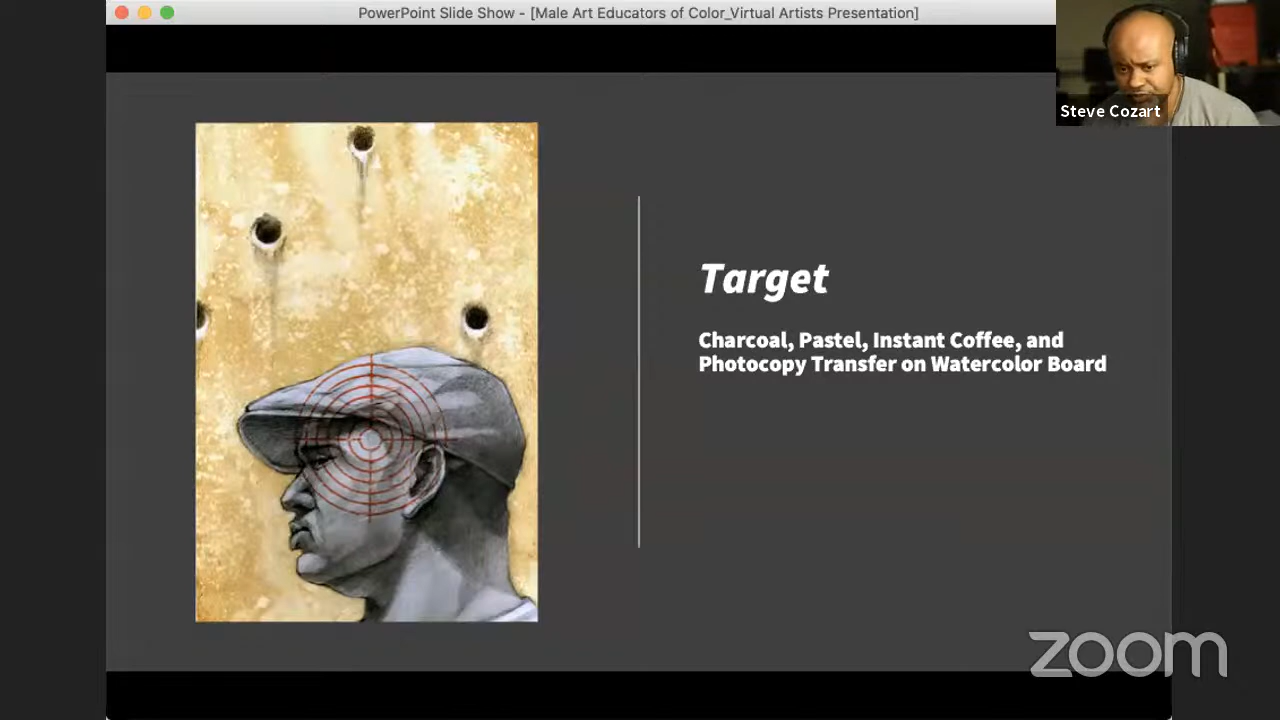 PowerPoint Slide Show - [Male Art Educators of Color_Virtual Artists Presentation]
Steve Cozart
Target
Charcoal, Pastel, Instant Coffee, and
Photocopy Transfer on Watercolor Board
zoom